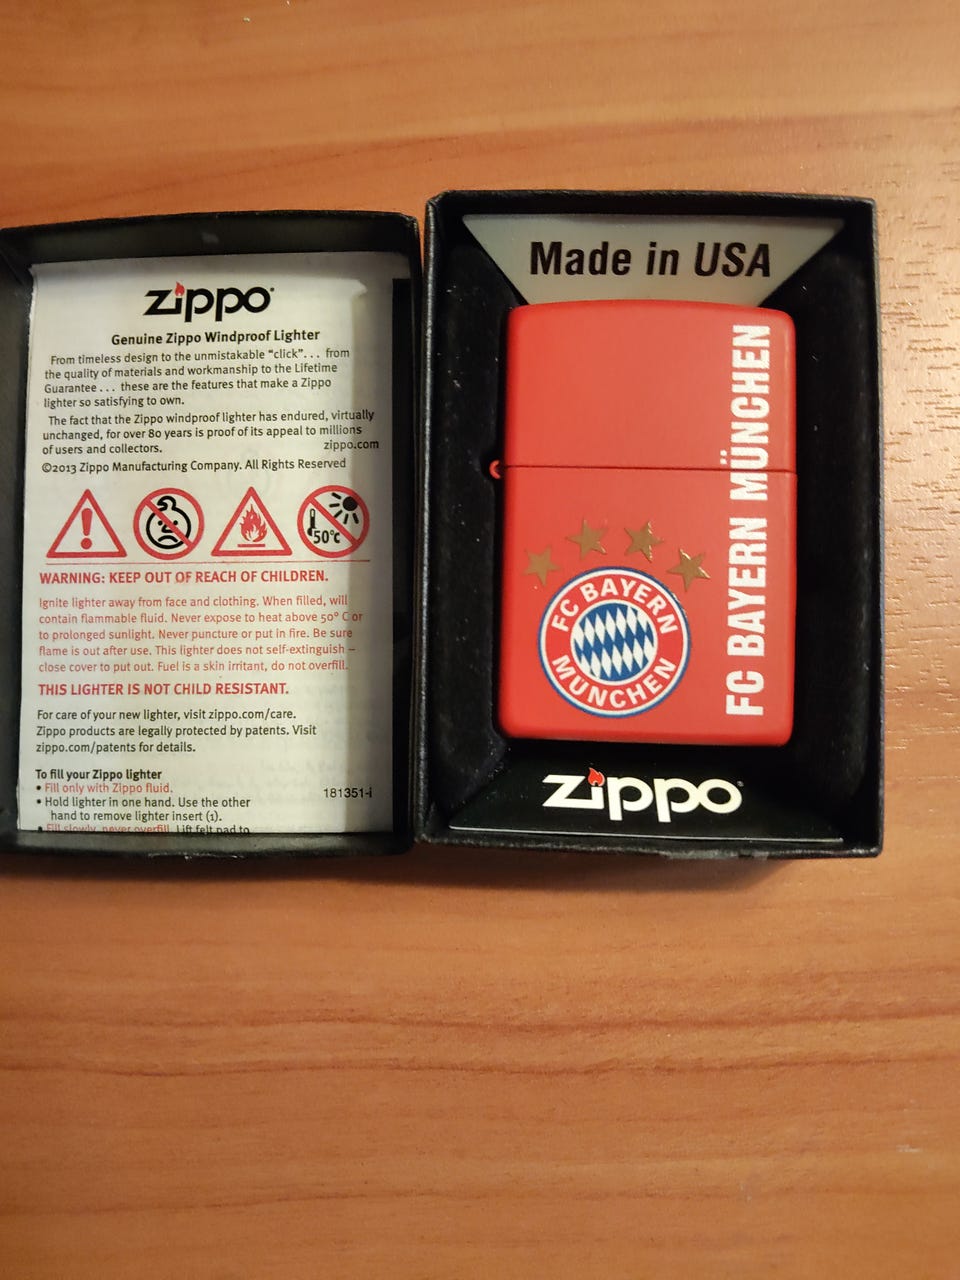 Zippo®
Genuine Zippo Windproof Lighter
From timeless design to the unmistakable “click”. . . from
the quality of materials and workmanship to the Lifetime
Guarantee . . . these are the features that make a Zippo
lighter so satisfying to own.
The fact that the Zippo windproof lighter has endured, virtually
unchanged, for over 80 years is proof of its appeal to millions
of users and collectors.
zippo.com
©2013 Zippo Manufacturing Company. All Rights Reserved
50°C
WARNING: KEEP OUT OF REACH OF CHILDREN.
Ignite lighter away from face and clothing. When filled, will
contain flammable fluid. Never expose to heat above 50° C or
to prolonged sunlight. Never puncture or put in fire. Be sure
flame is out after use. This lighter does not self-extinguish –
close cover to put out. Fuel is a skin irritant, do not overfill.
THIS LIGHTER IS NOT CHILD RESISTANT.
For care of your new lighter, visit zippo.com/care.
Zippo products are legally protected by patents. Visit
zippo.com/patents for details.
To fill your Zippo lighter
• Fill only with Zippo fluid.
• Hold lighter in one hand. Use the other
hand to remove lighter insert (1).
• Fill slowly, never overfill. Lift felt pad to
181351-i
Made in USA
FC BAYERN MÜNCHEN
FC BAYERN
MÜNCHEN
Zippo®